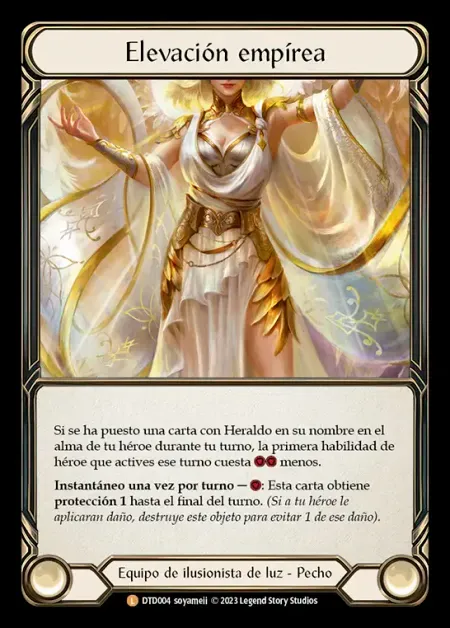 Elevación empírea
Si se ha puesto una carta con Heraldo en su nombre en el
alma de tu héroe durante tu turno, la primera habilidad de
héroe que actives ese turno cuesta menos.
Instantáneo una vez por turno — : Esta carta obtiene
protección 1 hasta el final del turno. (Si a tu héroe le
aplicaran daño, destruye este objeto para evitar 1 de ese daño).
Equipo de ilusionista de luz - Pecho
L DTD004 soyameii © 2023 Legend Story Studios